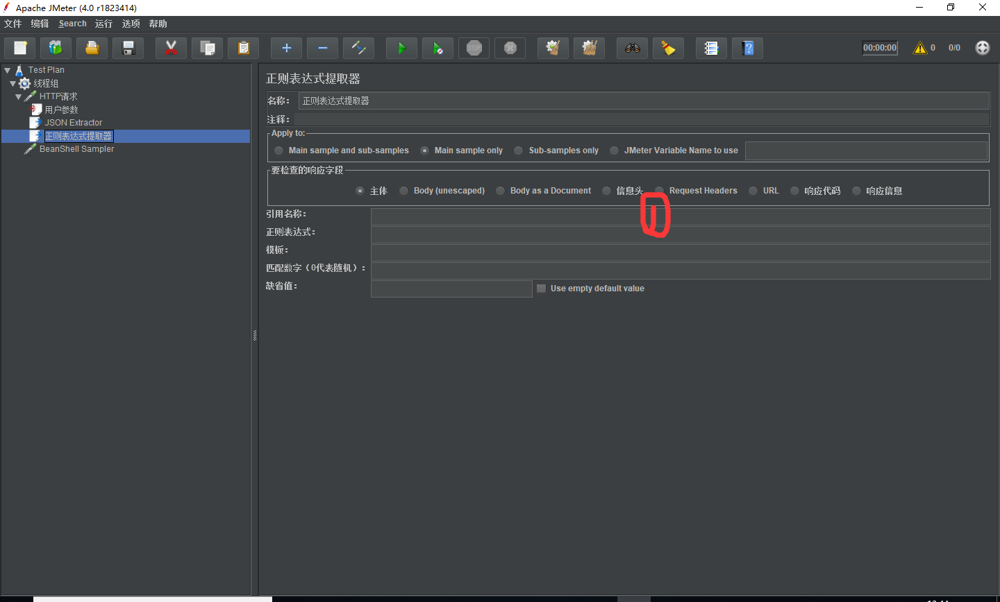 Apache JMeter (4.0 r1823414)
文件 编辑 Search 运行 选项 帮助
STOP
00:00:00 0 0/0
Test Plan
线程组
HTTP请求
用户参数
JSON Extractor
正则表达式提取器
BeanShell Sampler
正则表达式提取器
名称： 正则表达式提取器
注释：
Apply to:
Main sample and sub-samples Main sample only Sub-samples only JMeter Variable Name to use
要检查的响应字段
主体 Body (unescaped) Body as a Document 信息头 Request Headers URL 响应代码 响应信息
引用名称：
正则表达式：
模板：
匹配数字（0代表随机）：
缺省值： Use empty default value